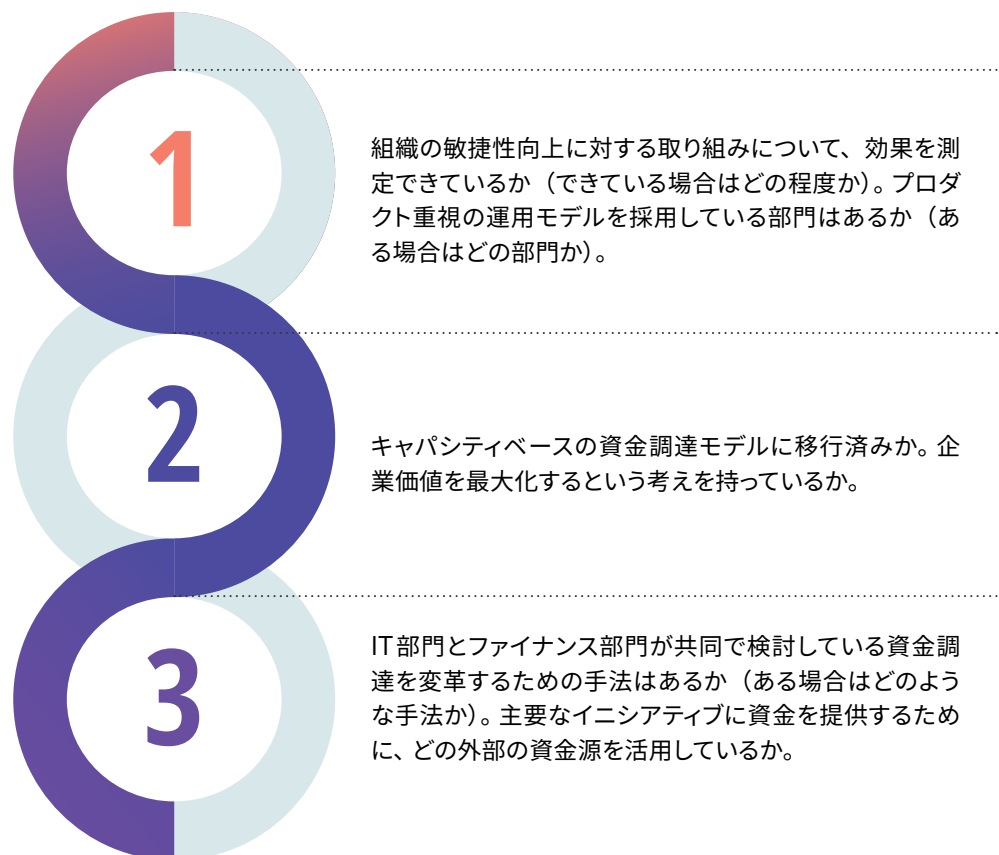 1
組織の敏捷性向上に対する取り組みについて、効果を測
定できているか（できている場合はどの程度か）。プロダ
クト重視の運用モデルを採用している部門はあるか（あ
る場合はどの部門か）。
2
キャパシティベースの資金調達モデルに移行済みか。企
業価値を最大化するという考えを持っているか。
3
IT部門とファイナンス部門が共同で検討している資金調
達を変革するための手法はあるか（ある場合はどのよう
な手法か）。主要なイニシアティブに資金を提供するため
に、どの外部の資金源を活用しているか。